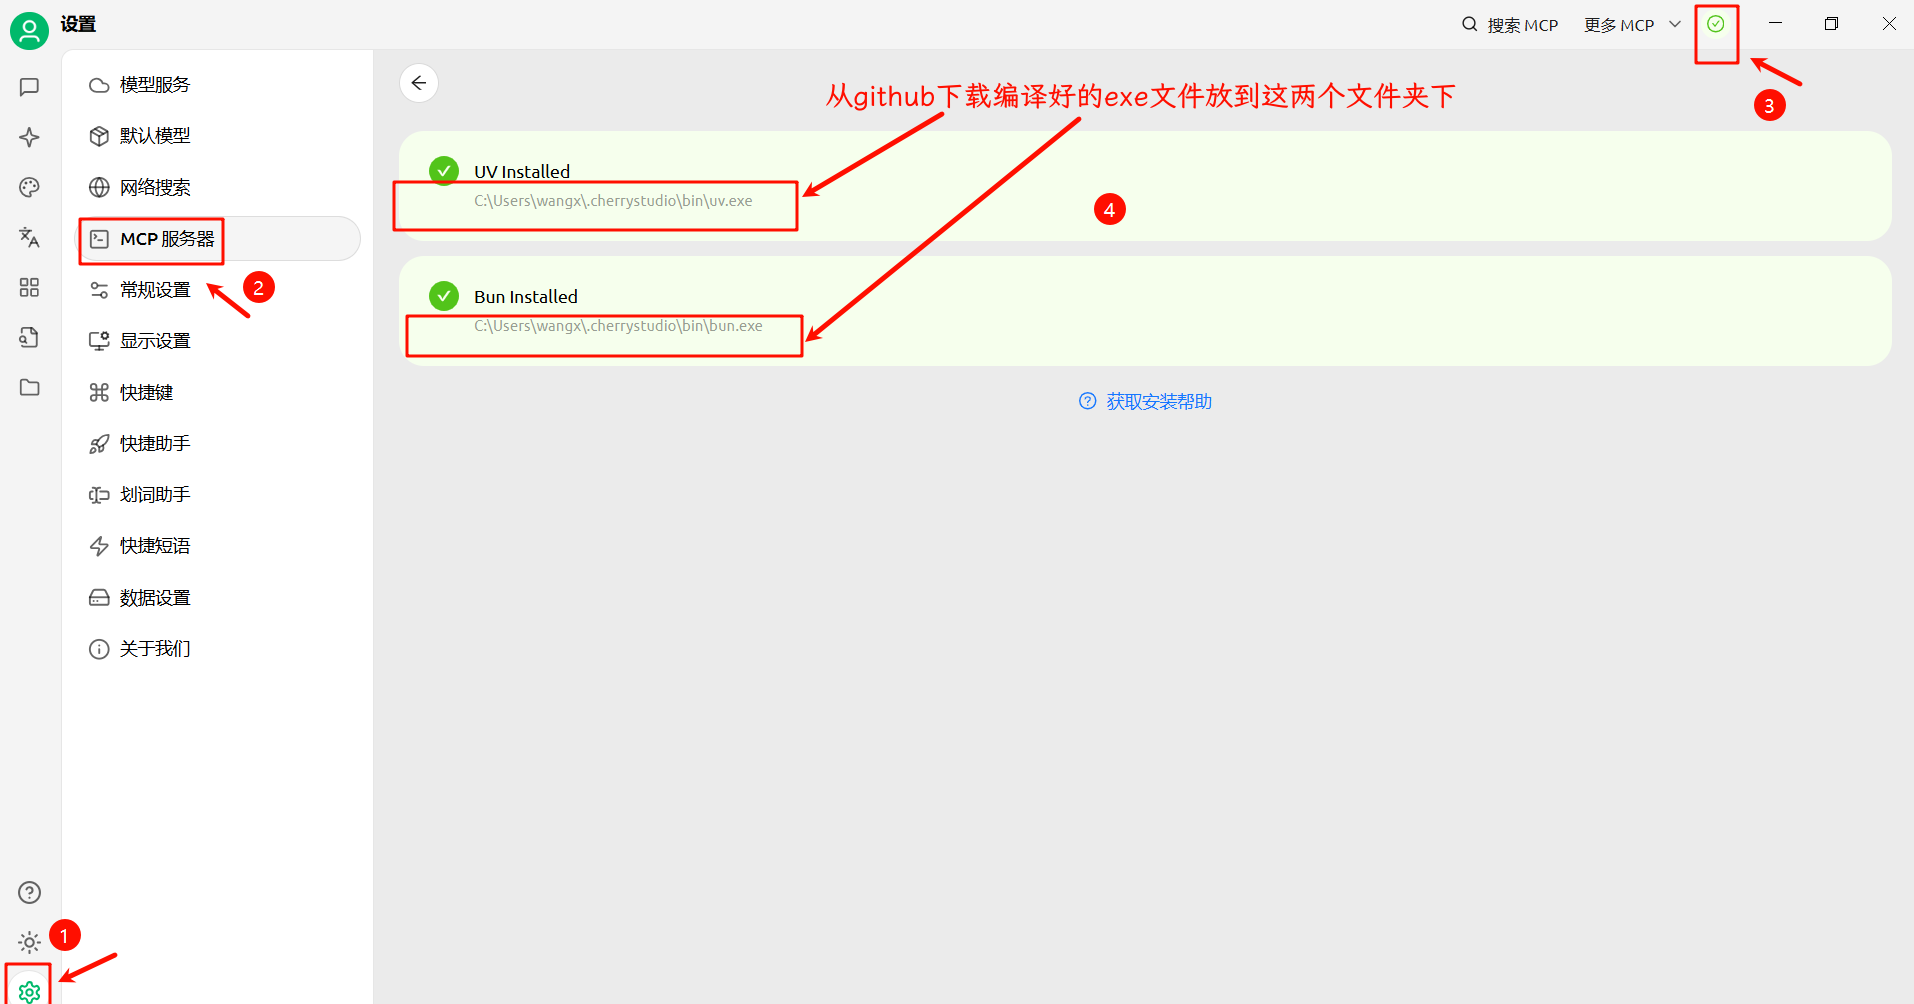 设置
搜索 MCP
更多 MCP
3
模型服务
默认模型
网络搜索
MCP 服务器
2
常规设置
显示设置
快捷键
快捷助手
划词助手
快捷短语
数据设置
关于我们
1
从github下载编译好的exe文件放到这两个文件夹下
UV Installed
C:\Users\wangx\.cherrystudio\bin\uv.exe
4
Bun Installed
C:\Users\wangx\.cherrystudio\bin\bun.exe
获取安装帮助